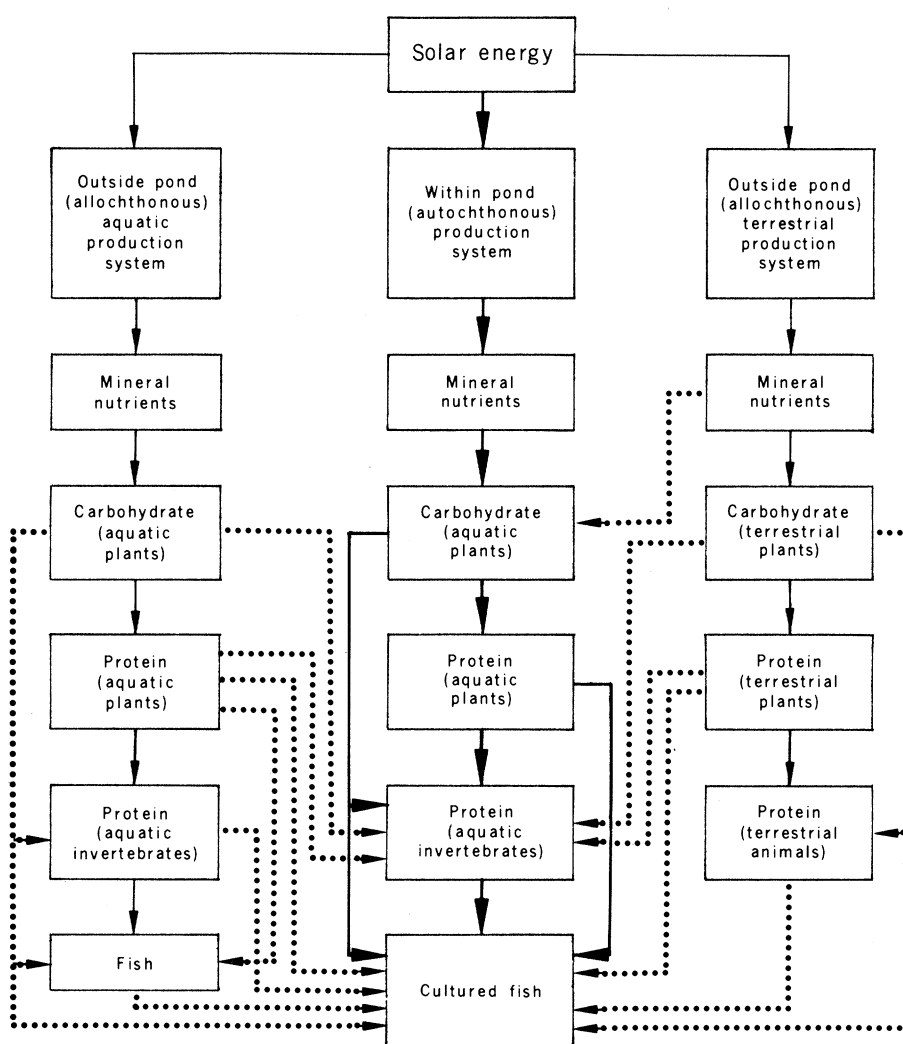 Solar energy
Outside pond
(allochthonous)
aquatic
production
system
Within pond
(autochthonous)
production
system
Outside pond
(allochthonous)
terrestrial
production
system
Mineral
nutrients
Mineral
nutrients
Mineral
nutrients
Carbohydrate
(aquatic
plants)
Carbohydrate
(aquatic
plants)
Carbohydrate
(terrestrial
plants)
Protein
(aquatic
plants)
Protein
(aquatic
plants)
Protein
(terrestrial
plants)
Protein
(aquatic
invertebrates)
Protein
(aquatic
invertebrates)
Protein
(terrestrial
animals)
Fish
Cultured fish